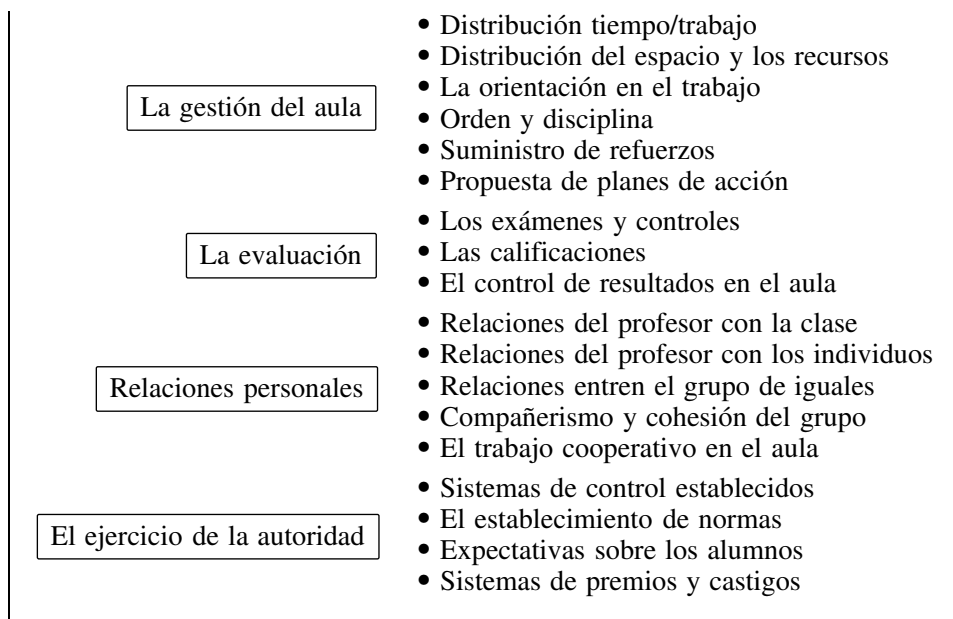 La gestión del aula
• Distribución tiempo/trabajo
• Distribución del espacio y los recursos
• La orientación en el trabajo
• Orden y disciplina
• Suministro de refuerzos
• Propuesta de planes de acción
La evaluación
• Los exámenes y controles
• Las calificaciones
• El control de resultados en el aula
Relaciones personales
• Relaciones del profesor con la clase
• Relaciones del profesor con los individuos
• Relaciones entren el grupo de iguales
• Compañerismo y cohesión del grupo
• El trabajo cooperativo en el aula
El ejercicio de la autoridad
• Sistemas de control establecidos
• El establecimiento de normas
• Expectativas sobre los alumnos
• Sistemas de premios y castigos